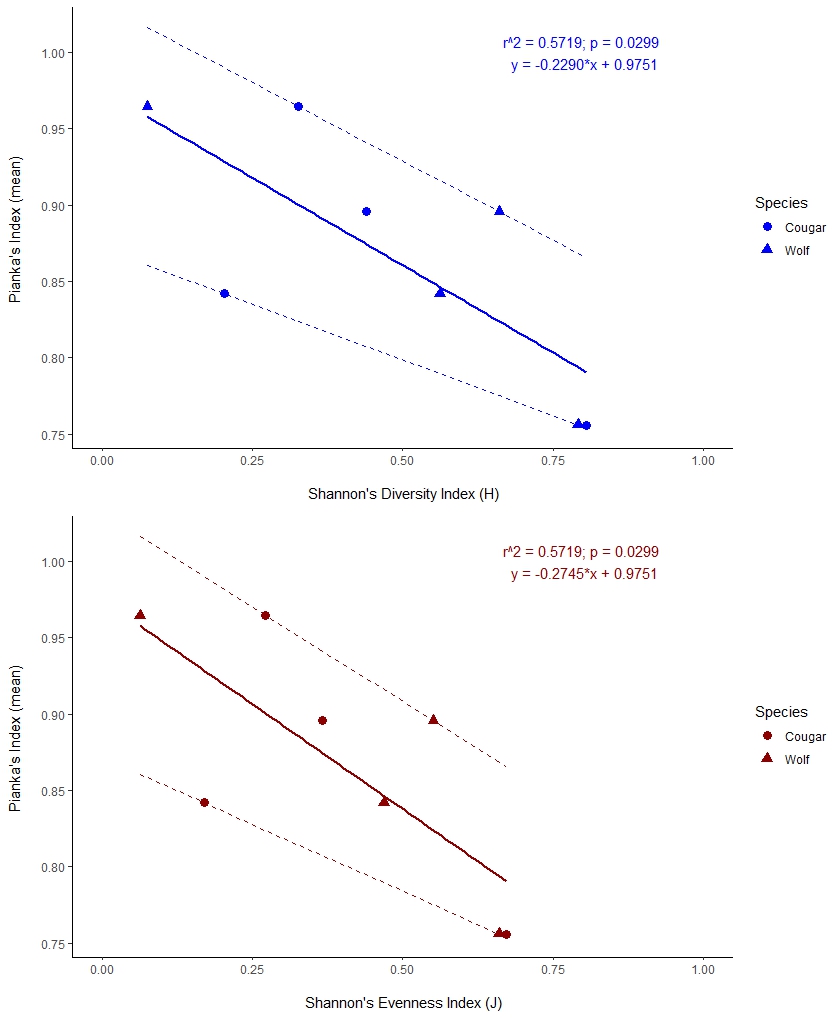 r^2 = 0.5719; p = 0.0299
y = -0.2290*x + 0.9751
1.00
0.95
0.90
0.85
0.80
0.75
Pianka's Index (mean)
0.00 0.25 0.50 0.75 1.00
Shannon's Diversity Index (H)
Species
Cougar
Wolf
r^2 = 0.5719; p = 0.0299
y = -0.2745*x + 0.9751
1.00
0.95
0.90
0.85
0.80
0.75
Pianka's Index (mean)
0.00 0.25 0.50 0.75 1.00
Shannon's Evenness Index (J)
Species
Cougar
Wolf